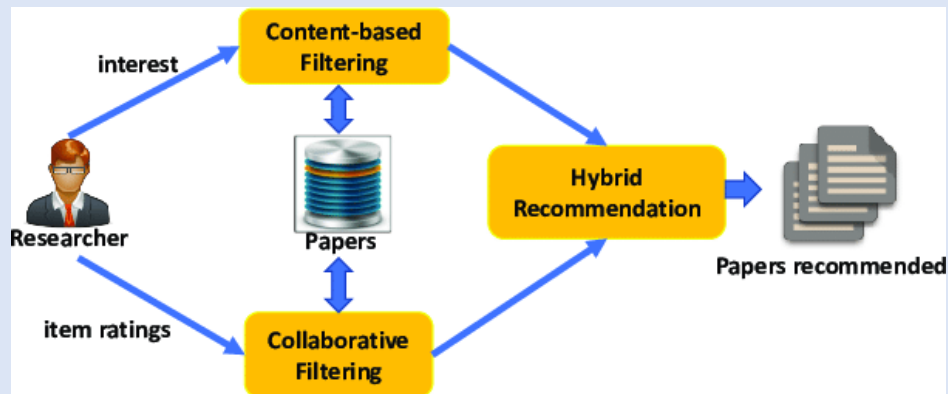 Content-based
Filtering
interest
Researcher
Papers
Hybrid
Recommendation
Papers recommended
item ratings
Collaborative
Filtering